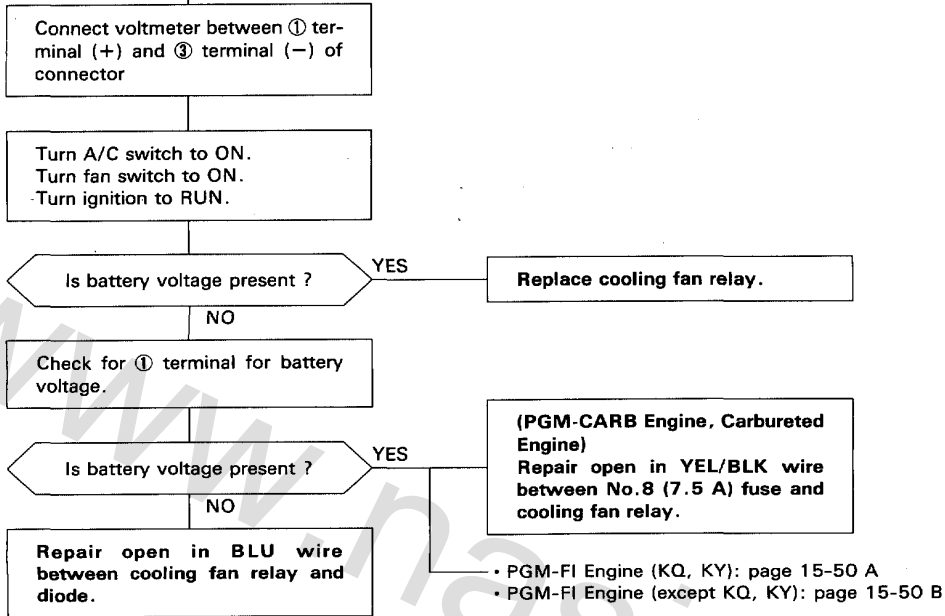 Connect voltmeter between ① ter-
minal (+) and ③ terminal (−) of
connector
Turn A/C switch to ON.
Turn fan switch to ON.
Turn ignition to RUN.
Is battery voltage present ?
YES
Replace cooling fan relay.
NO
Check for ① terminal for battery
voltage.
Is battery voltage present ?
YES
(PGM-CARB Engine, Carbureted
Engine)
Repair open in YEL/BLK wire
between No.8 (7.5 A) fuse and
cooling fan relay.
• PGM-FI Engine (KQ, KY): page 15-50 A
• PGM-FI Engine (except KQ, KY): page 15-50 B
NO
Repair open in BLU wire
between cooling fan relay and
diode.